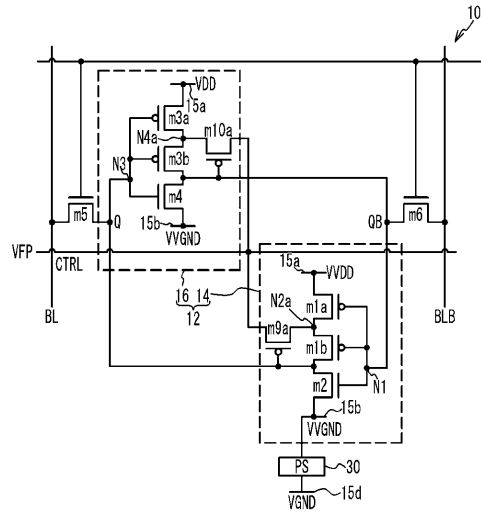 10
VDD
15a
m3a
N4a
m10a
N3
m3b
m4
m5
Q
15b
VVGND
QB
m6
VFP
CTRL
15a
VVDD
16 14
12
N2a
m1a
BL
m9a
BLB
m1b
N1
m2
15b
VVGND
PS
30
VGND
15d